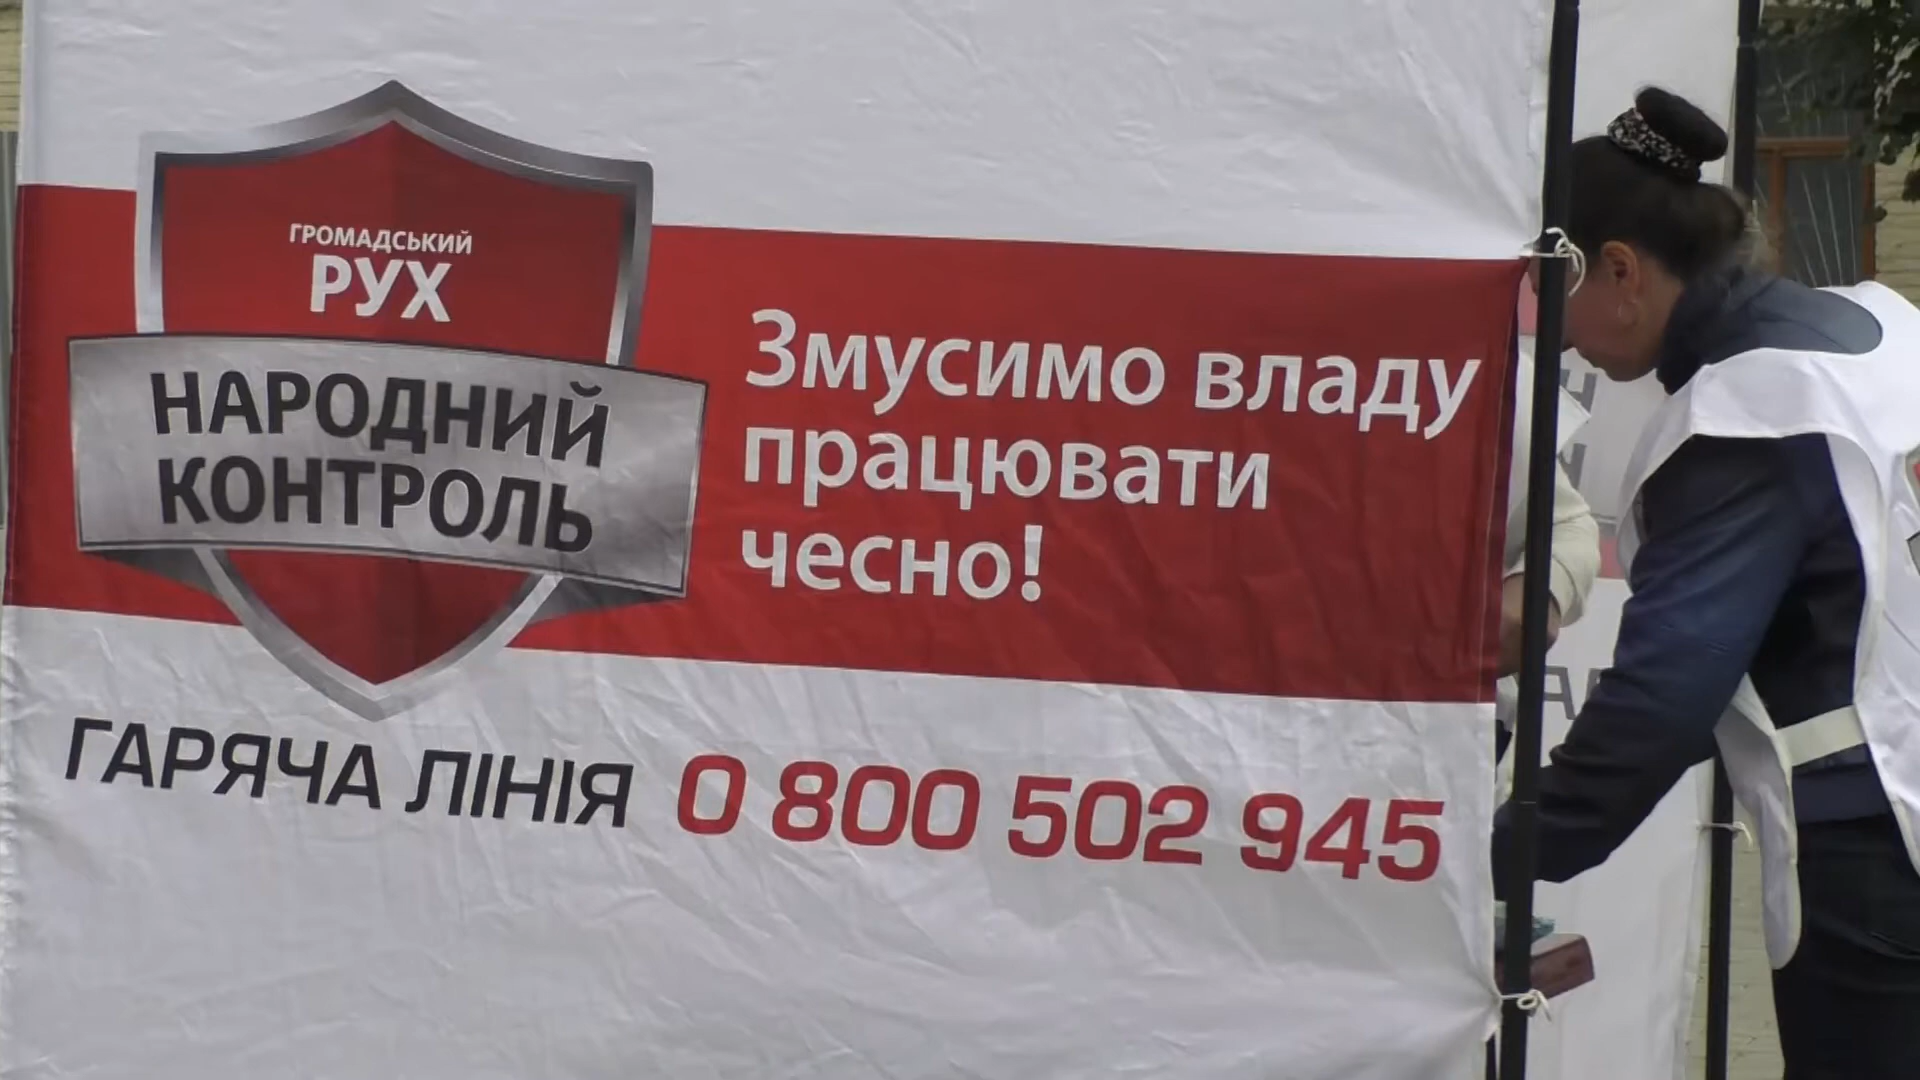 ГРОМАДСЬКИЙ
РУХ
НАРОДНИЙ
КОНТРОЛЬ
Змусимо владу
працювати
чесно!
ГАРЯЧА ЛІНІЯ 0 800 502 945